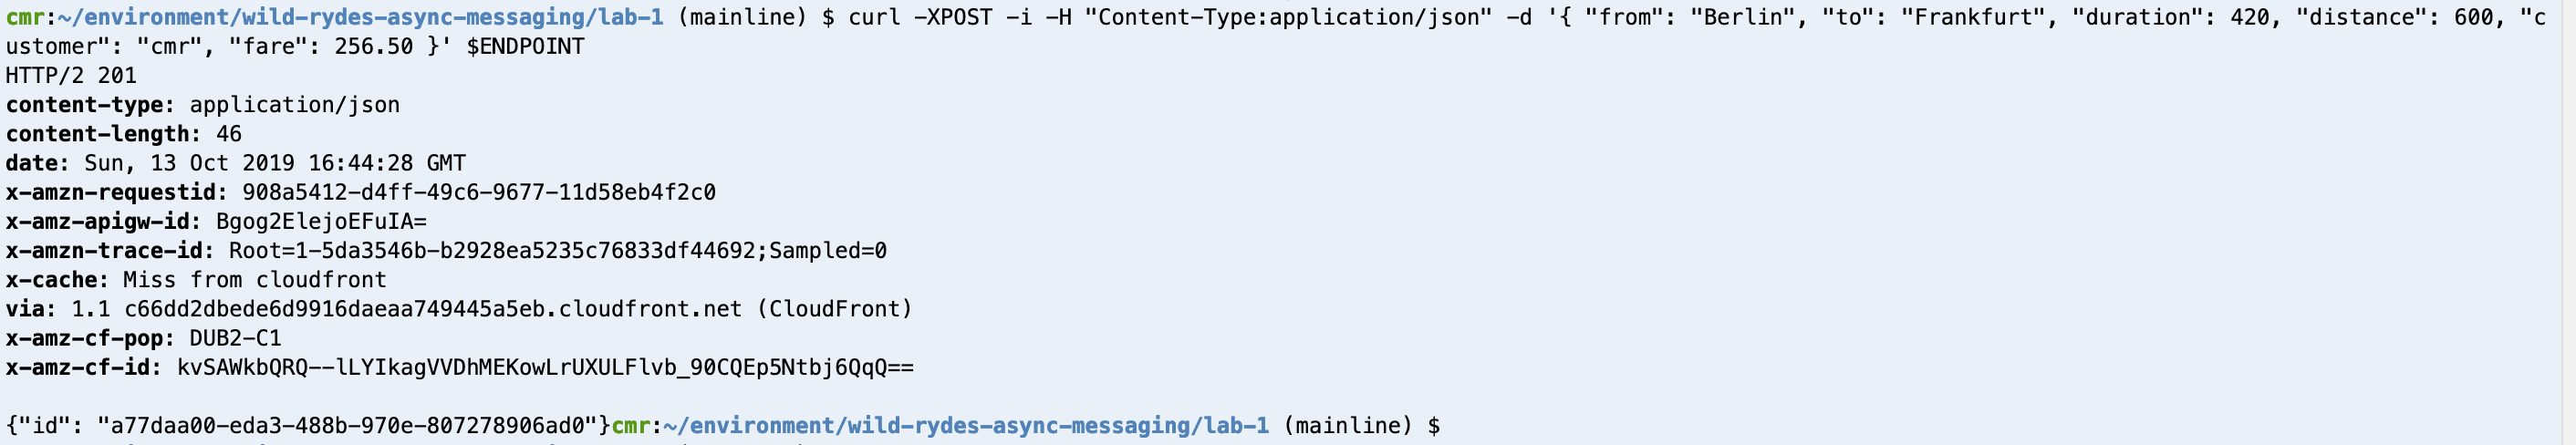 cmr:~/environment/wild-rydes-async-messaging/lab-1 (mainline) $ curl -XPOST -i -H "Content-Type:application/json" -d '{ "from": "Berlin", "to": "Frankfurt", "duration": 420, "distance": 600, "c
ustomer": "cmr", "fare": 256.50 }' $ENDPOINT
HTTP/2 201
content-type: application/json
content-length: 46
date: Sun, 13 Oct 2019 16:44:28 GMT
x-amzn-requestid: 908a5412-d4ff-49c6-9677-11d58eb4f2c0
x-amz-apigw-id: Bgog2ElejoEFuIA=
x-amzn-trace-id: Root=1-5da3546b-b2928ea5235c76833df44692;Sampled=0
x-cache: Miss from cloudfront
via: 1.1 c66dd2dbede6d9916daeaa749445a5eb.cloudfront.net (CloudFront)
x-amz-cf-pop: DUB2-C1
x-amz-cf-id: kvSAWkbQRQ--lLYIkagVVDhMEKowLrUXULFlvb_90CQEp5Ntbj6QqQ==
{"id": "a77daa00-eda3-488b-970e-807278906ad0"}cmr:~/environment/wild-rydes-async-messaging/lab-1 (mainline) $